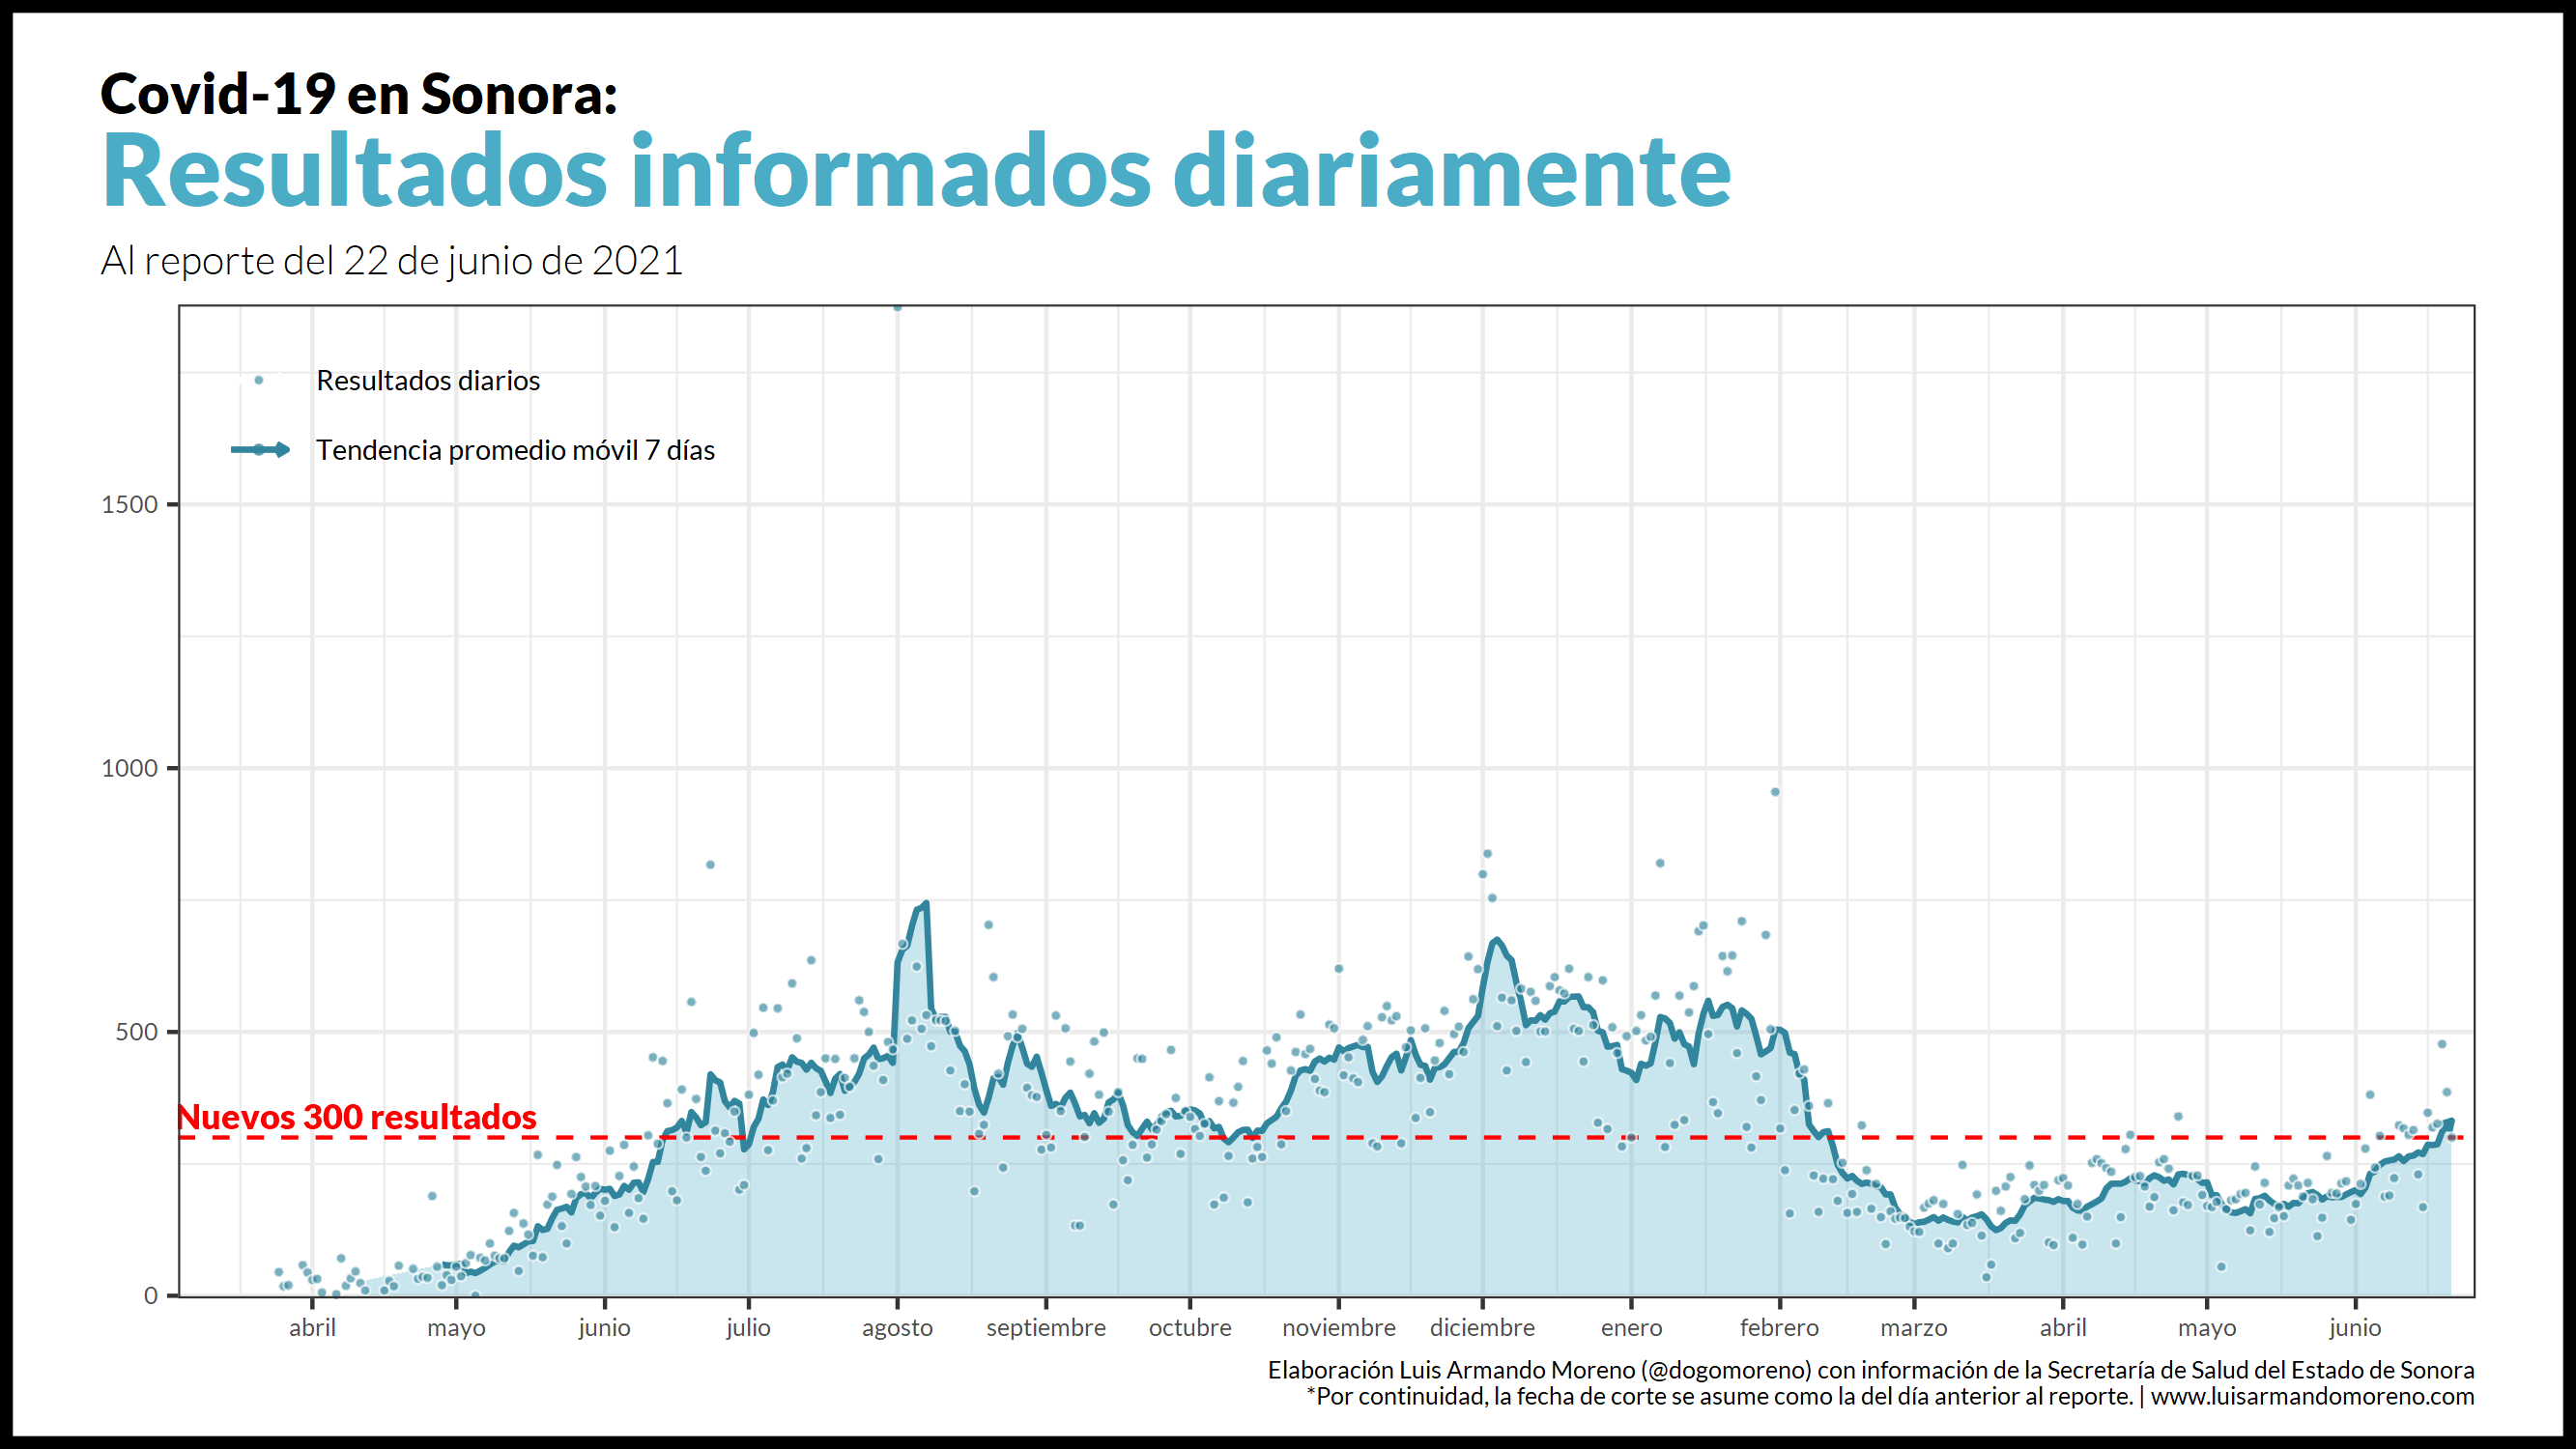 Covid-19 en Sonora:
Resultados informados diariamente
Al reporte del 22 de junio de 2021
Resultados diarios
Tendencia promedio móvil 7 días
1500
1000
500
Nuevos 300 resultados
0
abril mayo junio julio agosto septiembre octubre noviembre diciembre enero febrero marzo abril mayo junio
Elaboración Luis Armando Moreno (@dogomoreno) con información de la Secretaría de Salud del Estado de Sonora
*Por continuidad, la fecha de corte se asume como la del día anterior al reporte. | www.luisarmandomoreno.com